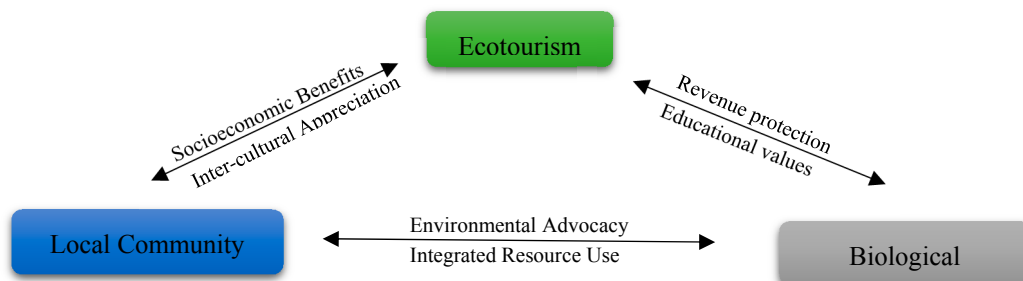 Ecotourism
Socioeconomic Benefits
Inter-cultural Appreciation
Revenue protection
Educational values
Local Community
Environmental Advocacy
Integrated Resource Use
Biological